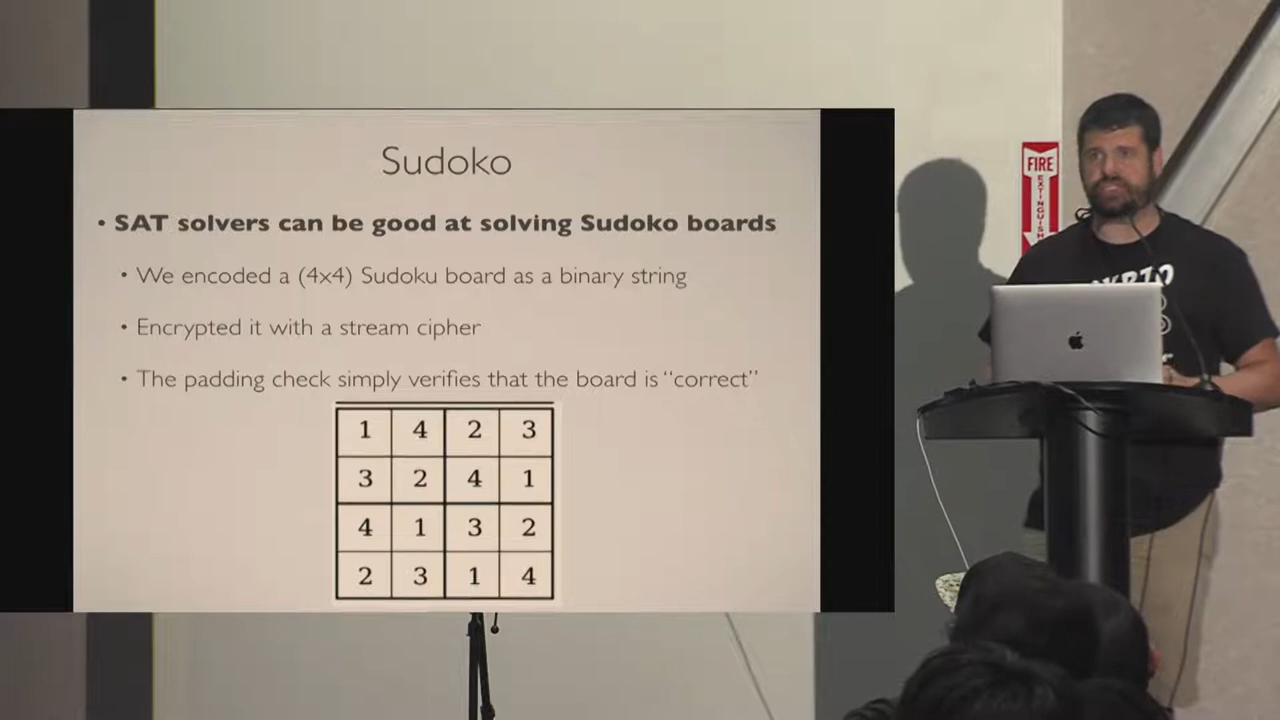 Sudoko
• SAT solvers can be good at solving Sudoko boards
• We encoded a (4x4) Sudoku board as a binary string
• Encrypted it with a stream cipher
• The padding check simply verifies that the board is “correct”
1 4 2 3
3 2 4 1
4 1 3 2
2 3 1 4
FIRE
EXTINGUISH